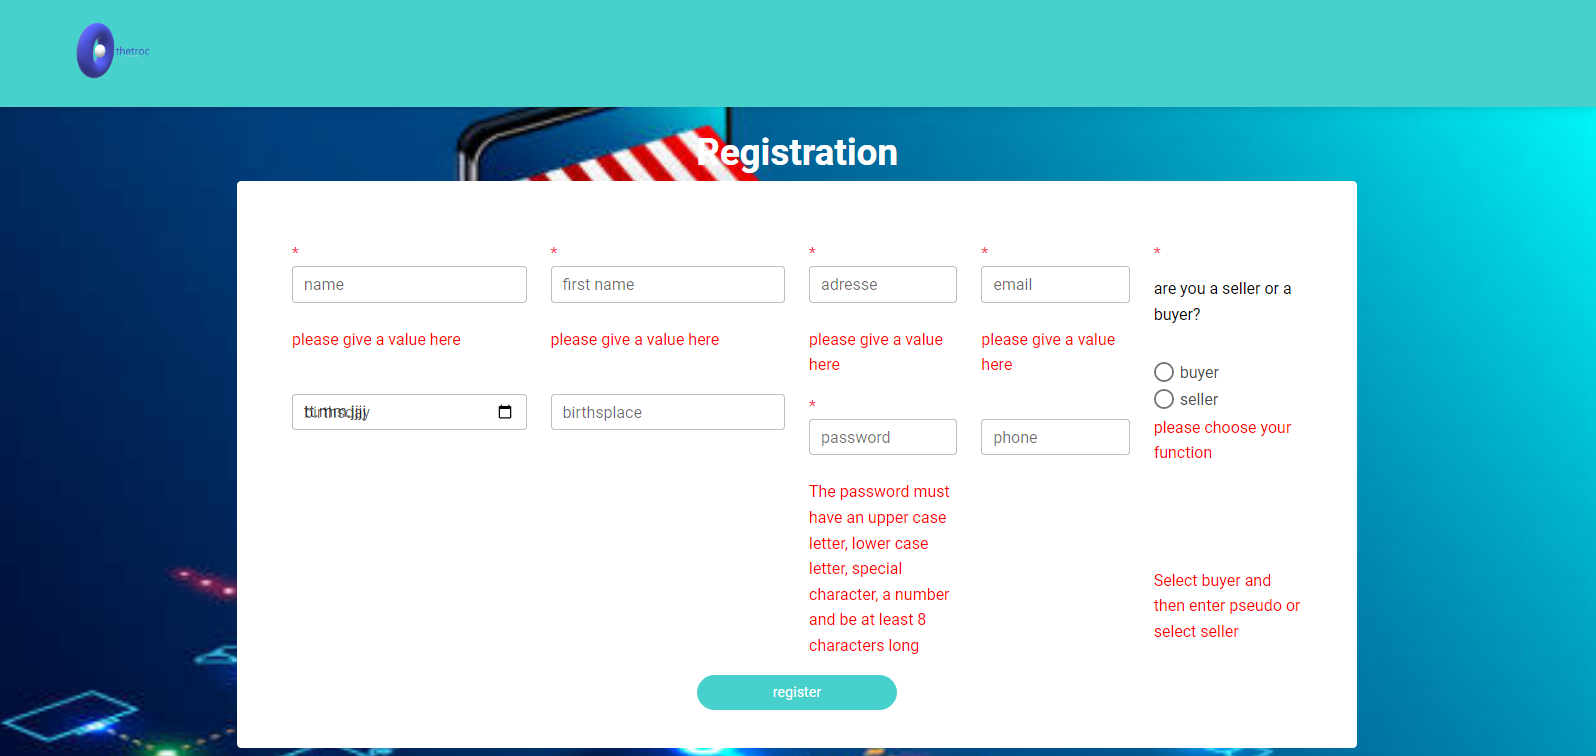 thetroc
Registration
* * * * *
name first name adresse email
are you a seller or a
buyer?
please give a value here
please give a value here
please give a value
here
please give a value
here
buyer
seller
please choose your
function
birthsday
tt.mm.jjjj
birthsplace
*
password
phone
The password must
have an upper case
letter, lower case
letter, special
character, a number
and be at least 8
characters long
Select buyer and
then enter pseudo or
select seller
register